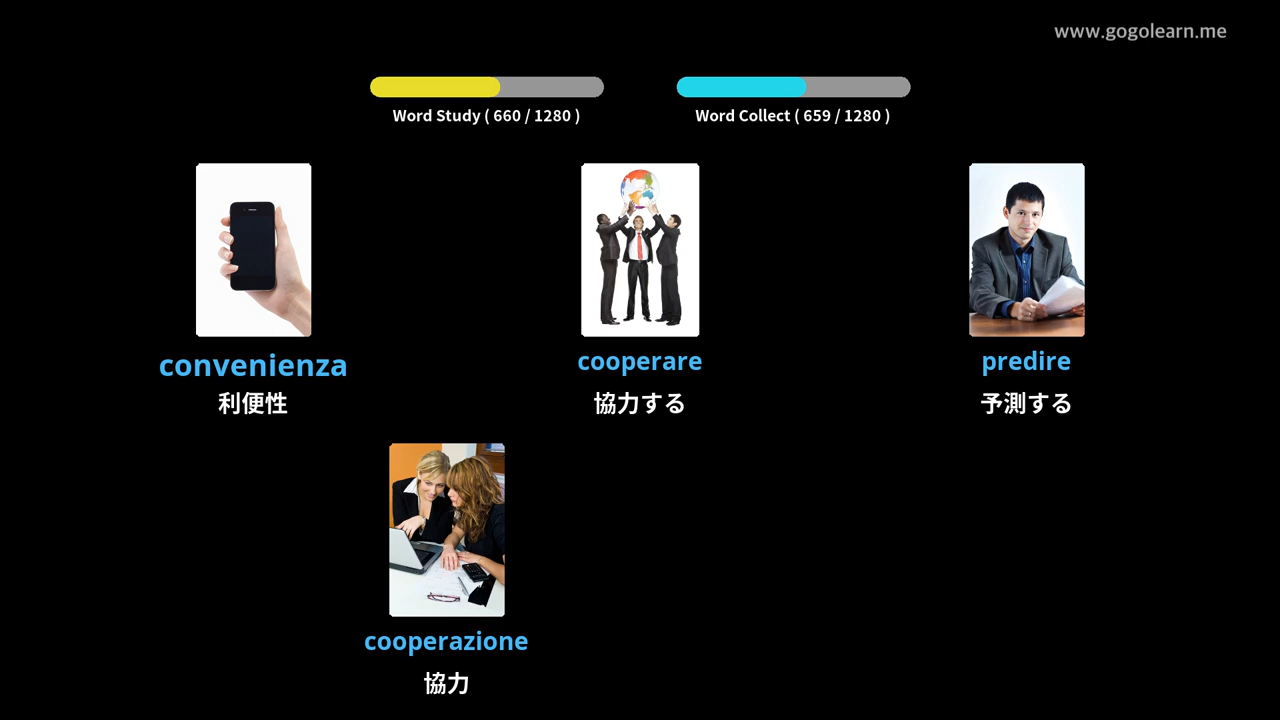 www.gogolearn.me
Word Study ( 660 / 1280 )
Word Collect ( 659 / 1280 )
convenienza
利便性
cooperare
協力する
predire
予測する
cooperazione
協力